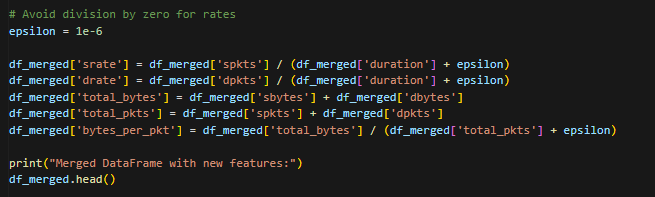 # Avoid division by zero for rates
epsilon = 1e-6
df_merged['srate'] = df_merged['spkts'] / (df_merged['duration'] + epsilon)
df_merged['drate'] = df_merged['dpkts'] / (df_merged['duration'] + epsilon)
df_merged['total_bytes'] = df_merged['sbytes'] + df_merged['dbytes']
df_merged['total_pkts'] = df_merged['spkts'] + df_merged['dpkts']
df_merged['bytes_per_pkt'] = df_merged['total_bytes'] / (df_merged['total_pkts'] + epsilon)
print("Merged DataFrame with new features:")
df_merged.head()